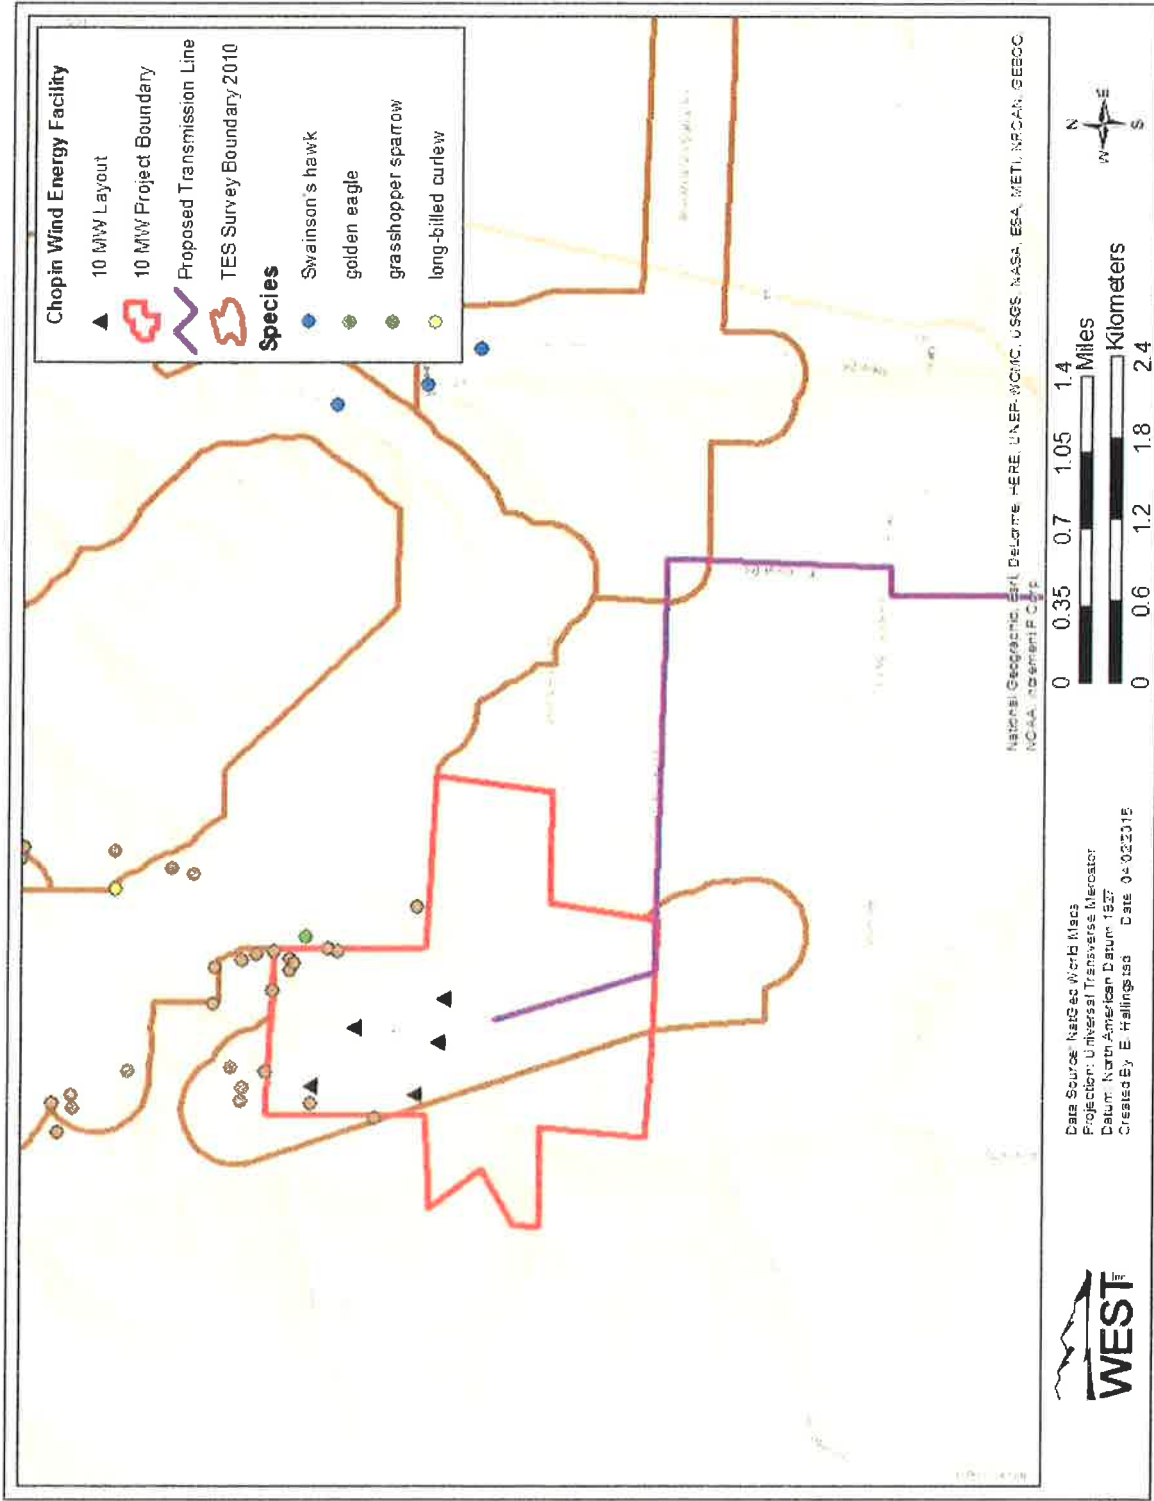 Chopin Wind Energy Facility
10 MW Layout
10 MW Project Boundary
Proposed Transmission Line
TES Survey Boundary 2010
Species
Swainson's hawk
golden eagle
grasshopper sparrow
long-billed curlew
National Geographic, Esri, DeLorme, HERE, UNEP-WCMC, USGS, NASA, ESA, METI, NRCAN, GEBCO,
NOAA, increment P Corp.
N
W E
S
0 0.35 0.7 1.05 1.4
Miles
Kilometers
0 0.6 1.2 1.8 2.4
Data Source: NatGeo World Maps
Projection: Universal Transverse Mercator
Datum: North American Datum 1927
Created By: E. Hallingstad Date: 04/02/2015
WEST